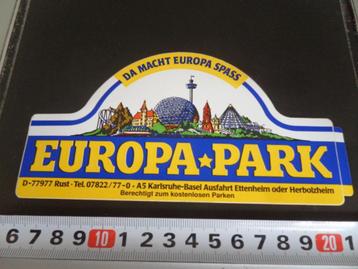 DA MACHT EUROPA SPASS
EUROPA★PARK
D-77977 Rust · Tel. 07822/77-0 · A5 Karlsruhe-Basel Ausfahrt Ettenheim oder Herbolzheim
Berechtigt zum kostenlosen Parken
6 7 8 9 10 1 2 3 4 5 6 7 8 9 20 1